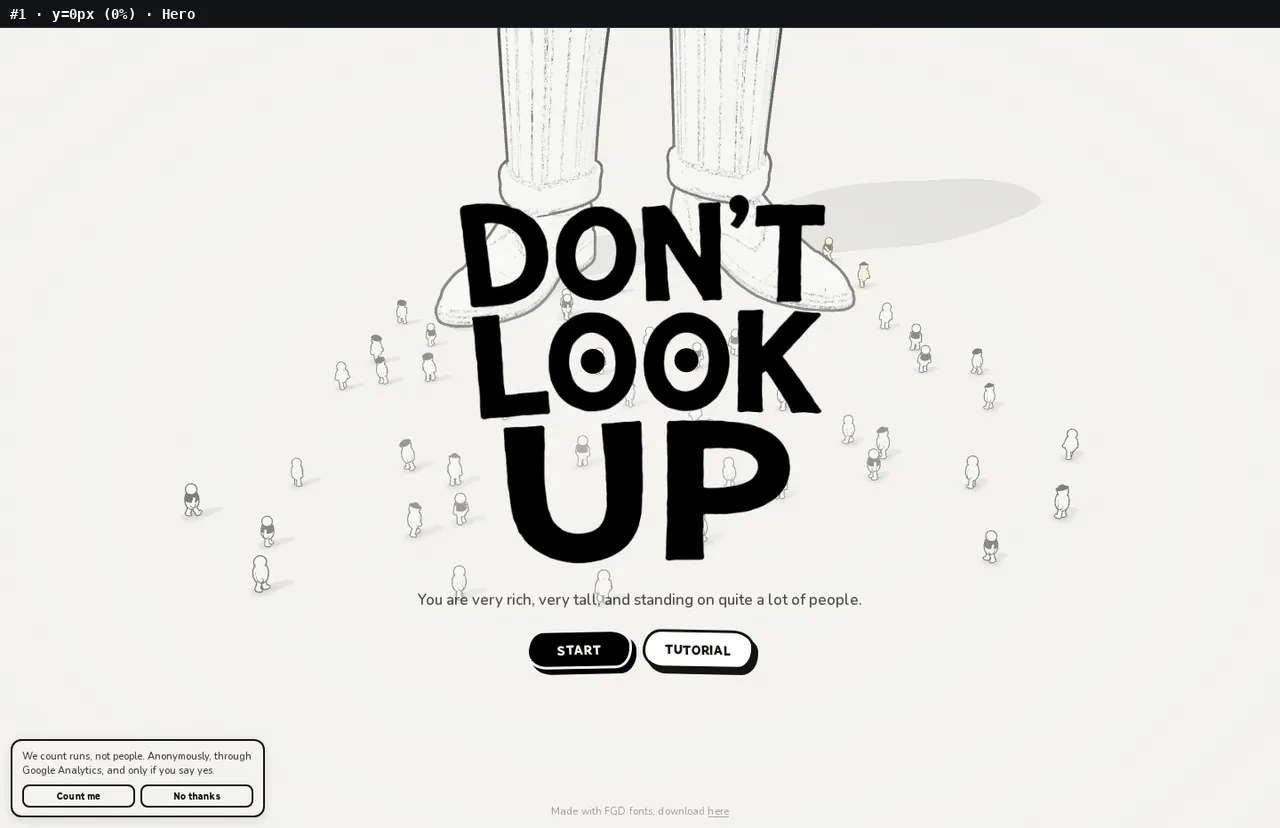 #1 · y=0px (0%) · Hero
DON'T
LOOK
UP
You are very rich, very tall, and standing on quite a lot of people.
START
TUTORIAL
We count runs, not people. Anonymously, through
Google Analytics, and only if you say yes.
Count me
No thanks
Made with FGD fonts, download here